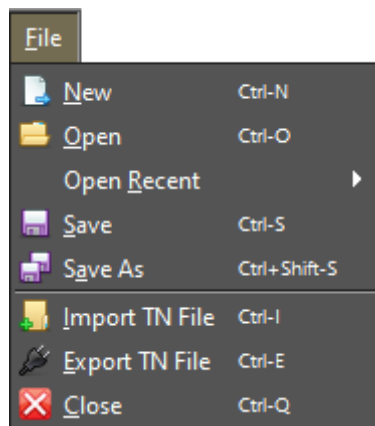 File
New Ctrl-N
Open Ctrl-O
Open Recent
Save Ctrl-S
Save As Ctrl+Shift-S
Import TN File Ctrl-I
Export TN File Ctrl-E
Close Ctrl-Q